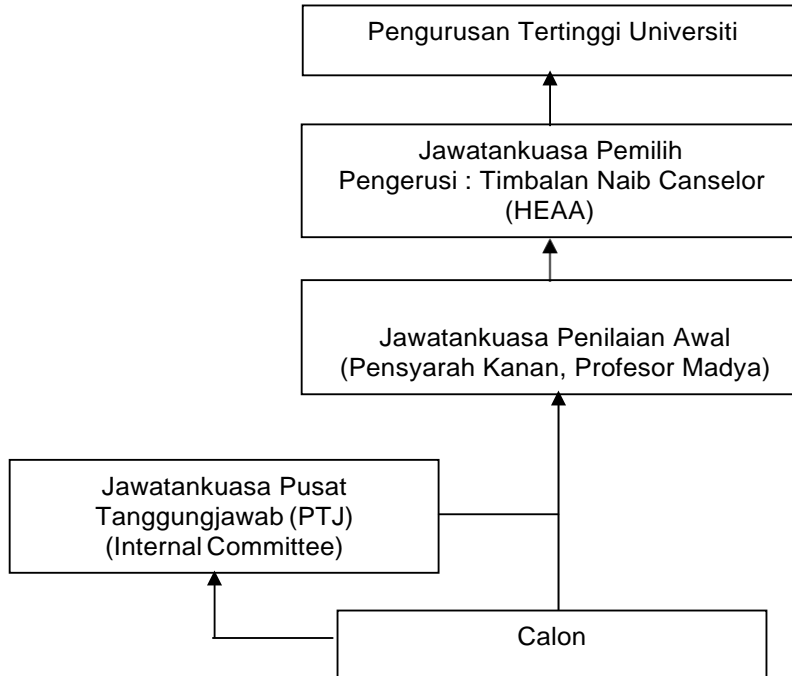 Pengurusan Tertinggi Universiti
Jawatankuasa Pemilih
Pengerusi : Timbalan Naib Canselor
(HEAA)
Jawatankuasa Penilaian Awal
(Pensyarah Kanan, Profesor Madya)
Jawatankuasa Pusat
Tanggungjawab (PTJ)
(Internal Committee)
Calon